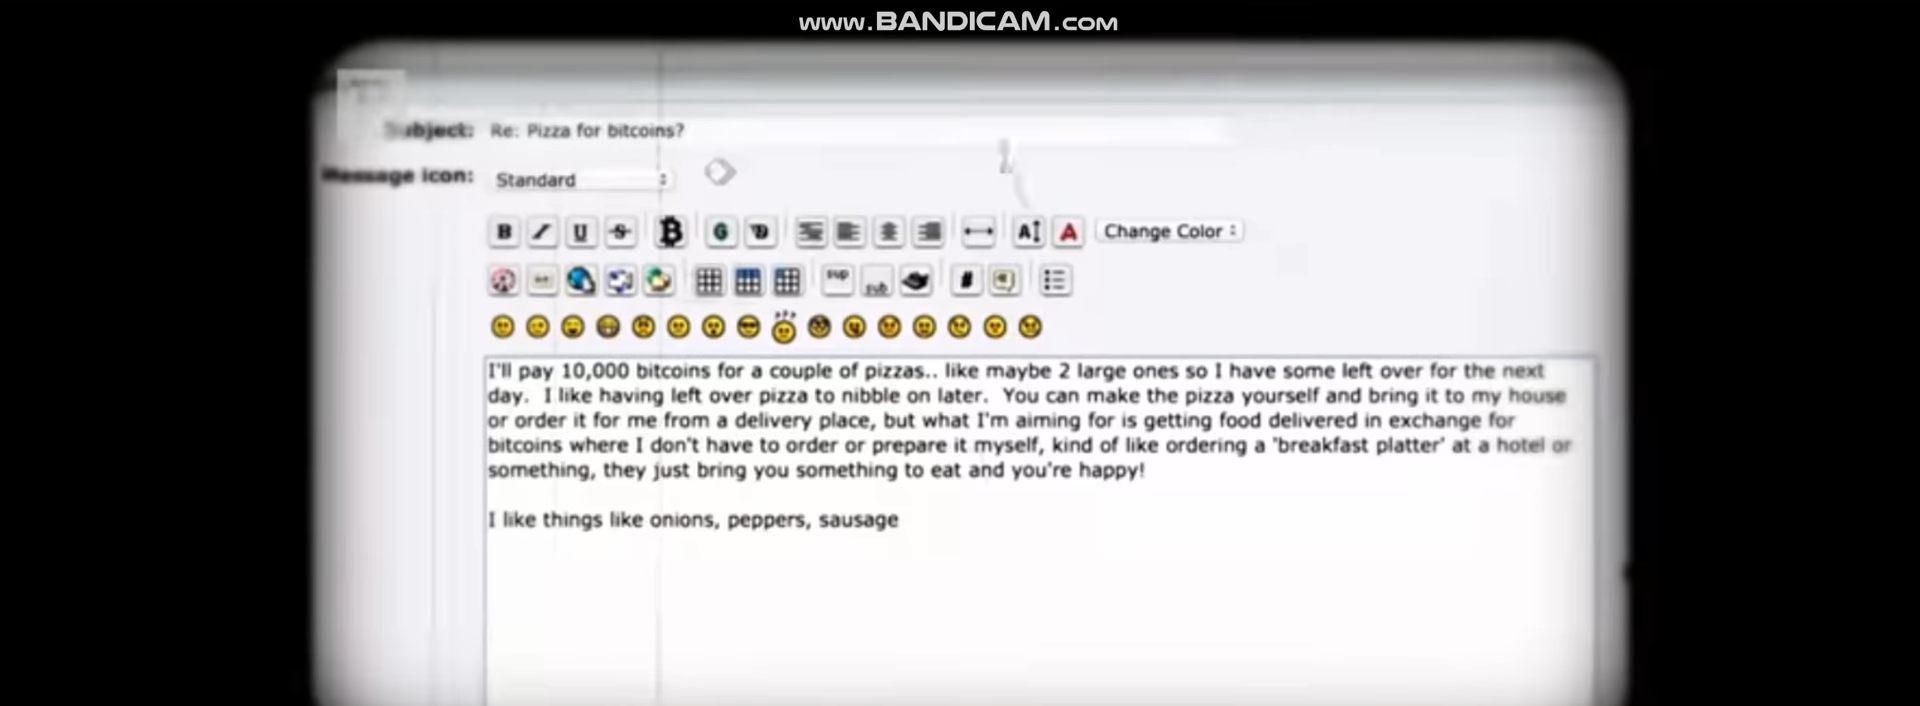 www.BANDICAM.com
Subject: Re: Pizza for bitcoins?
Message icon: Standard
B I U S B G A A Change Color
sup sub #
I'll pay 10,000 bitcoins for a couple of pizzas.. like maybe 2 large ones so I have some left over for the next
day.  I like having left over pizza to nibble on later.  You can make the pizza yourself and bring it to my house
or order it for me from a delivery place, but what I'm aiming for is getting food delivered in exchange for
bitcoins where I don't have to order or prepare it myself, kind of like ordering a 'breakfast platter' at a hotel or
something, they just bring you something to eat and you're happy!
I like things like onions, peppers, sausage